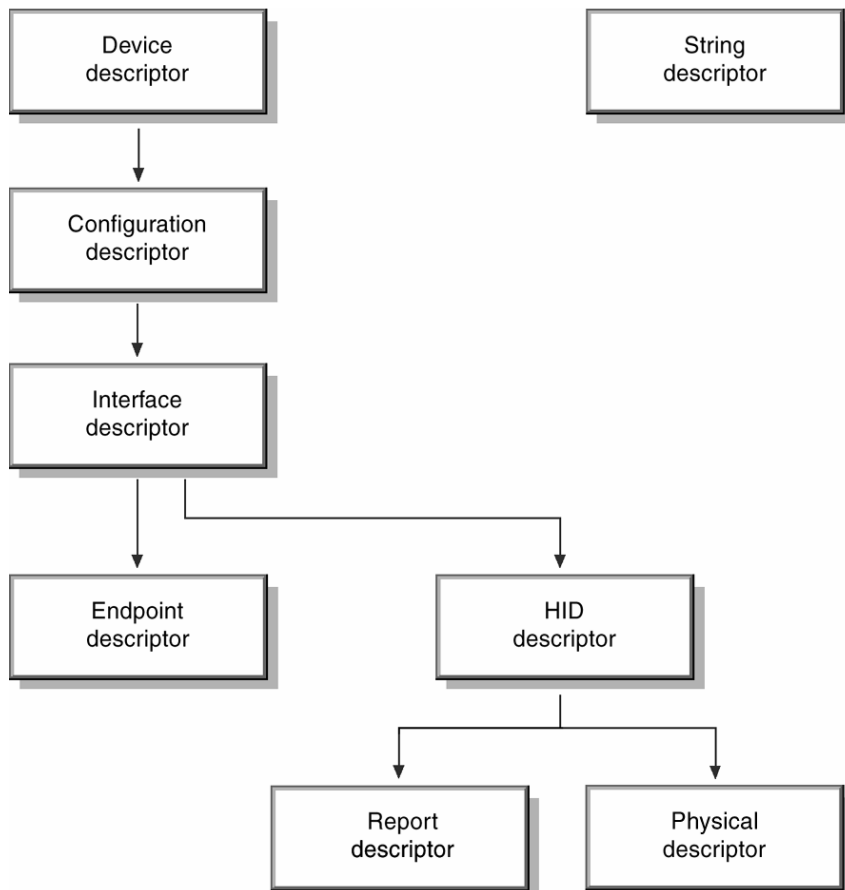 Device
descriptor
String
descriptor
Configuration
descriptor
Interface
descriptor
Endpoint
descriptor
HID
descriptor
Report
descriptor
Physical
descriptor